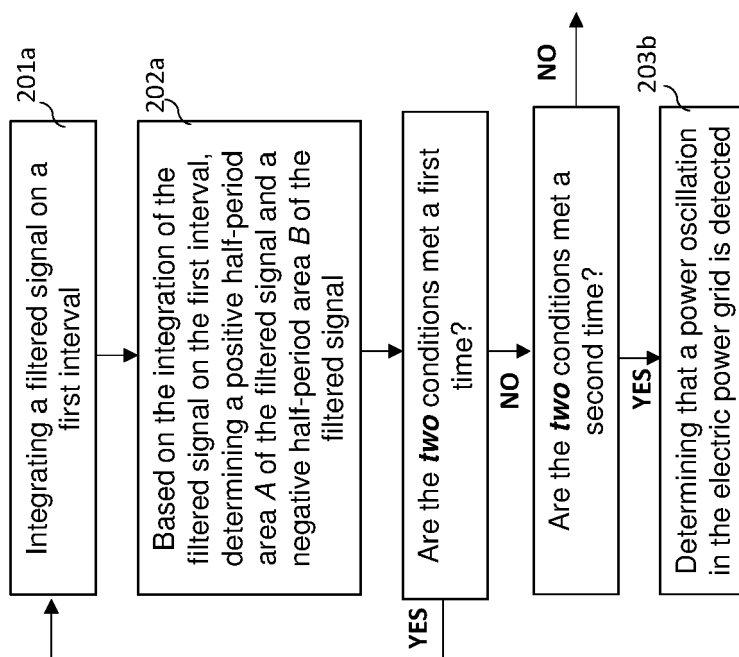 201a
Integrating a filtered signal on a
first interval
202a
Based on the integration of the
filtered signal on the first interval,
determining a positive half-period
area A of the filtered signal and a
negative half-period area B of the
filtered signal
Are the two conditions met a first
time?
YES
NO
Are the two conditions met a
second time?
NO
YES
203b
Determining that a power oscillation
in the electric power grid is detected